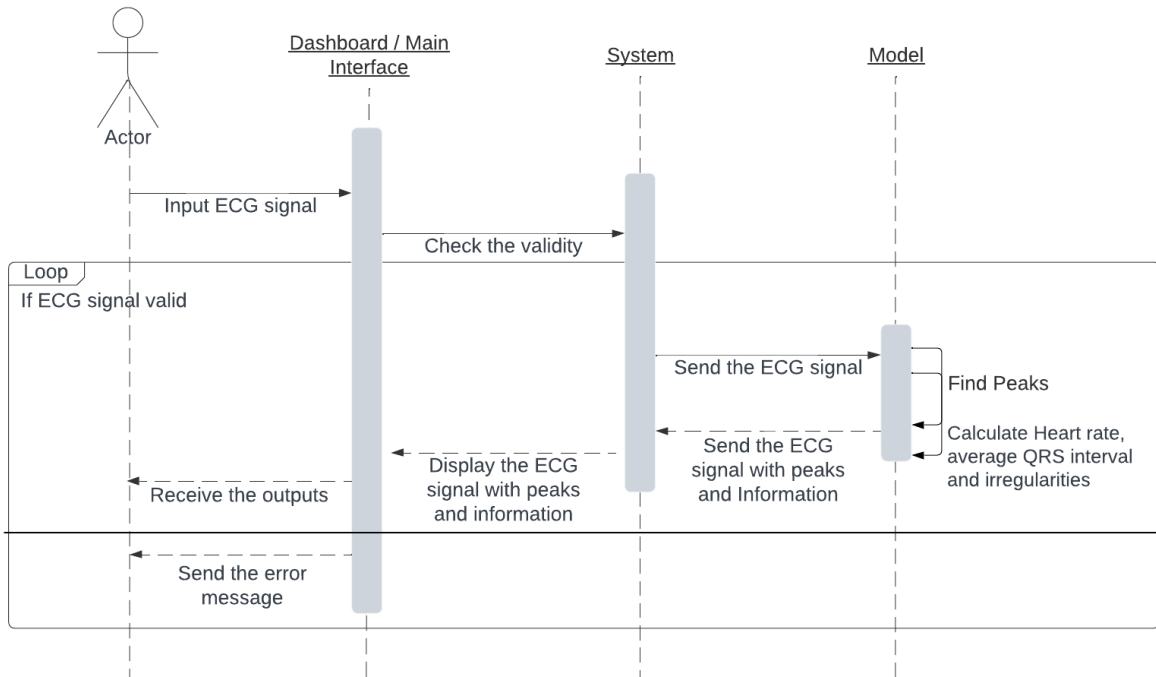 Dashboard / Main
Interface
System
Model
Actor
Input ECG signal
Check the validity
Loop
If ECG signal valid
Send the ECG signal
Find Peaks
Calculate Heart rate,
average QRS interval
and irregularities
Send the ECG
signal with peaks
and Information
Display the ECG
signal with peaks
and information
Receive the outputs
Send the error
message